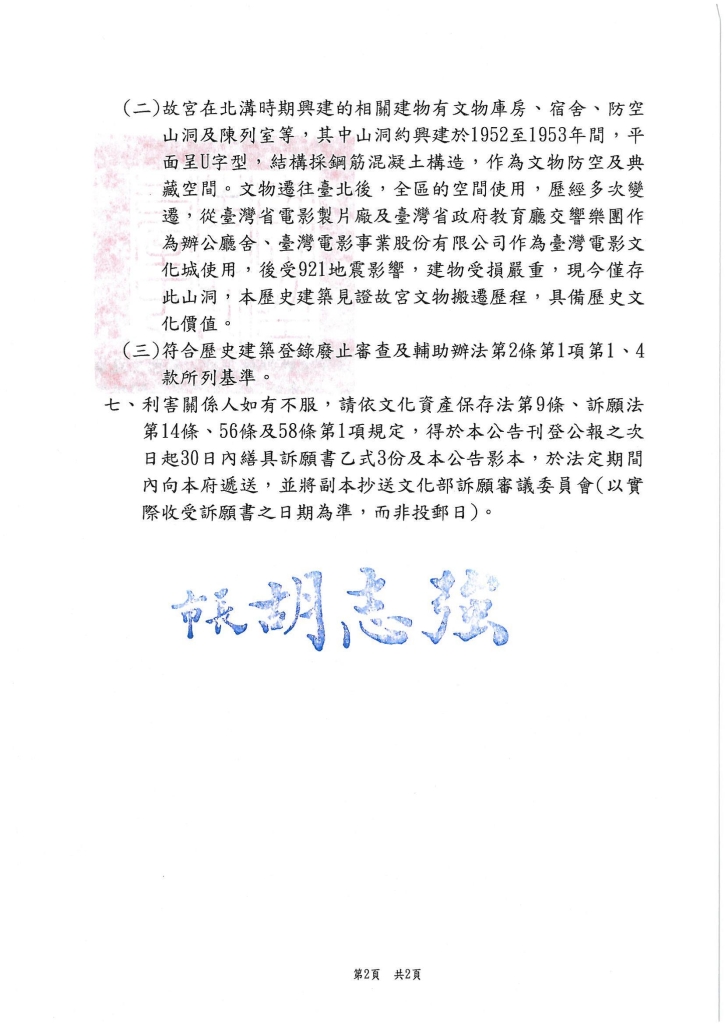 (二)故宮在北溝時期興建的相關建物有文物庫房、宿舍、防空
山洞及陳列室等，其中山洞約興建於1952至1953年間，平
面呈U字型，結構採鋼筋混凝土構造，作為文物防空及典
藏空間。文物遷往臺北後，全區的空間使用，歷經多次變
遷，從臺灣省電影製片廠及臺灣省政府教育廳交響樂團作
為辦公廳舍、臺灣電影事業股份有限公司作為臺灣電影文
化城使用，後受921地震影響，建物受損嚴重，現今僅存
此山洞，本歷史建築見證故宮文物搬遷歷程，具備歷史文
化價值。
(三)符合歷史建築登錄廢止審查及輔助辦法第2條第1項第1、4
款所列基準。
七、利害關係人如有不服，請依文化資產保存法第9條、訴願法
第14條、56條及58條第1項規定，得於本公告刊登公報之次
日起30日內繕具訴願書乙式3份及本公告影本，於法定期間
內向本府遞送，並將副本抄送文化部訴願審議委員會(以實
際收受訴願書之日期為準，而非投郵日)。
市長胡志強
第2頁 共2頁